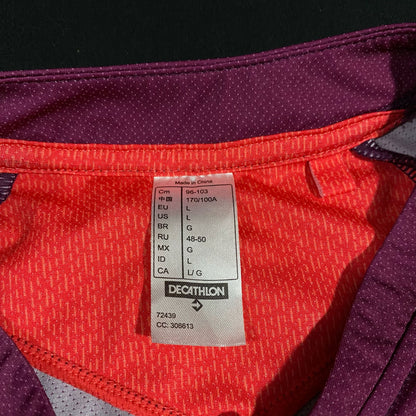 Made in China
Cm 96-103
中国 170/100A
EU L
US L
BR G
RU 48-50
MX G
ID L
CA L/ G
DECATHLON
72439
CC: 308613